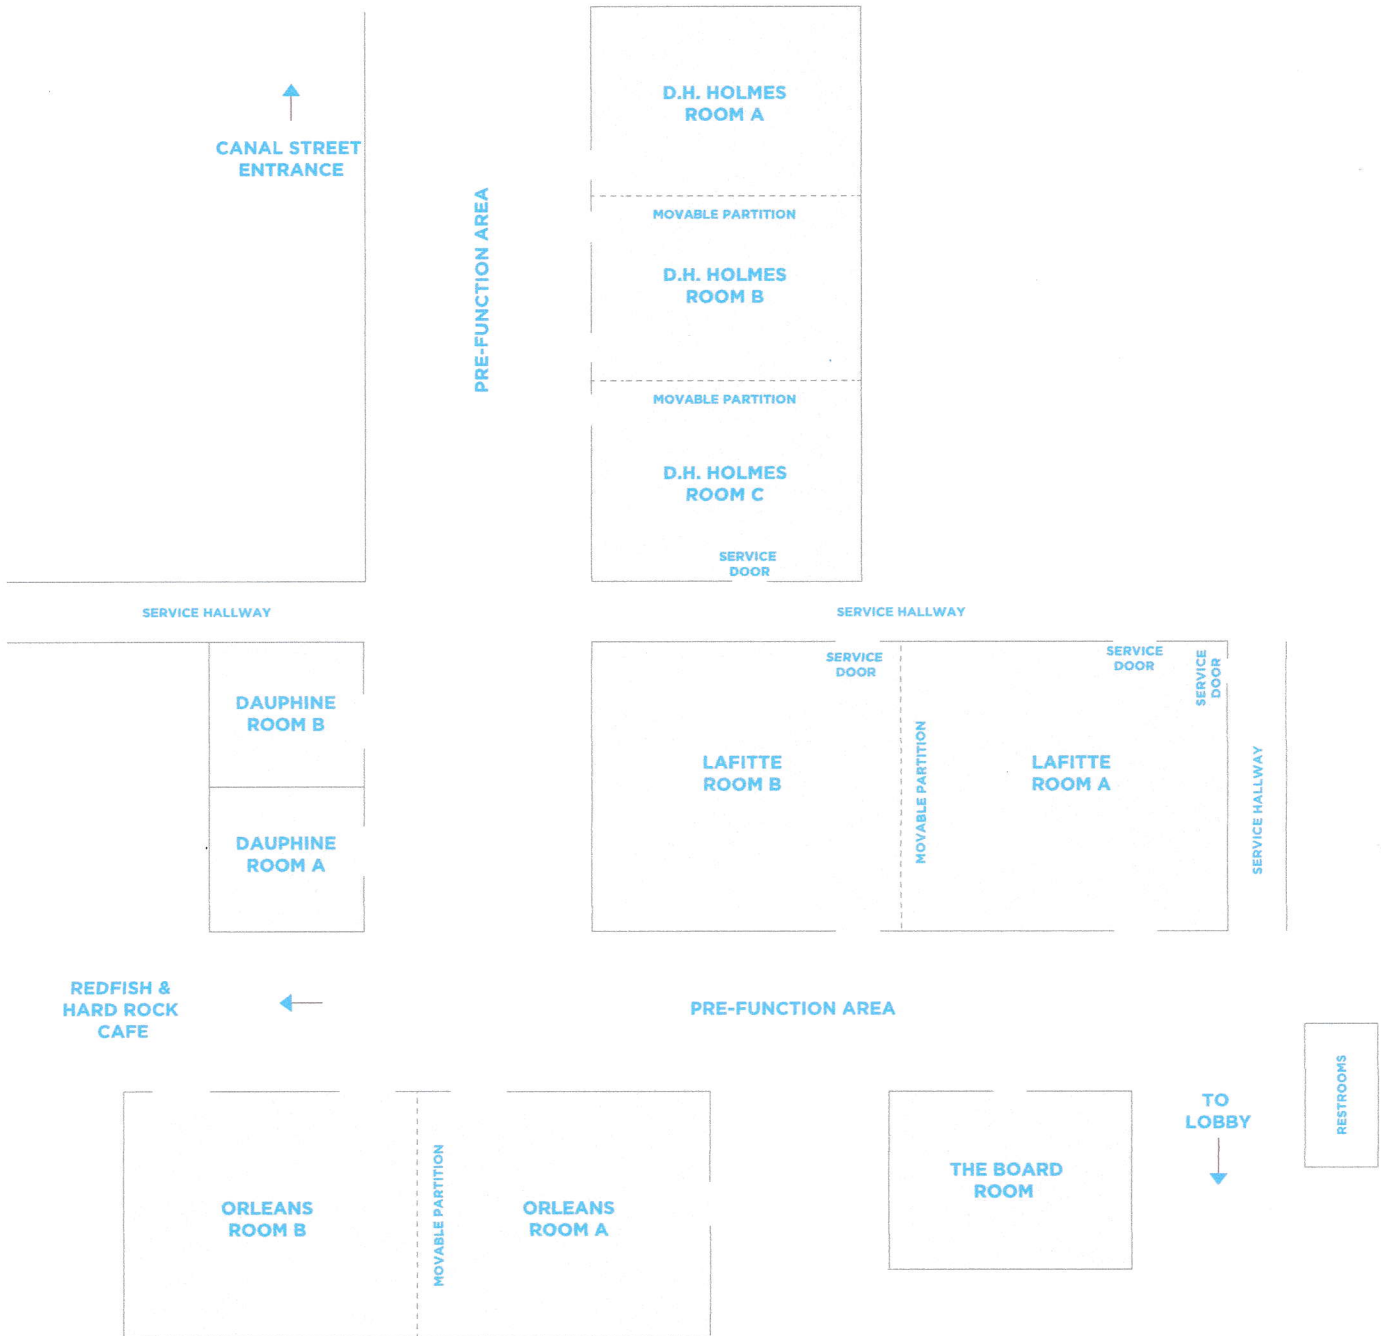 D.H. HOLMES
ROOM A
CANAL STREET
ENTRANCE
PRE-FUNCTION AREA
MOVABLE PARTITION
D.H. HOLMES
ROOM B
MOVABLE PARTITION
D.H. HOLMES
ROOM C
SERVICE
DOOR
SERVICE HALLWAY
SERVICE HALLWAY
DAUPHINE
ROOM B
SERVICE
DOOR
SERVICE
DOOR
SERVICE
DOOR
LAFITTE
ROOM B
MOVABLE PARTITION
LAFITTE
ROOM A
SERVICE HALLWAY
DAUPHINE
ROOM A
REDFISH &
HARD ROCK
CAFE
PRE-FUNCTION AREA
RESTROOMS
TO
LOBBY
THE BOARD
ROOM
ORLEANS
ROOM B
MOVABLE PARTITION
ORLEANS
ROOM A